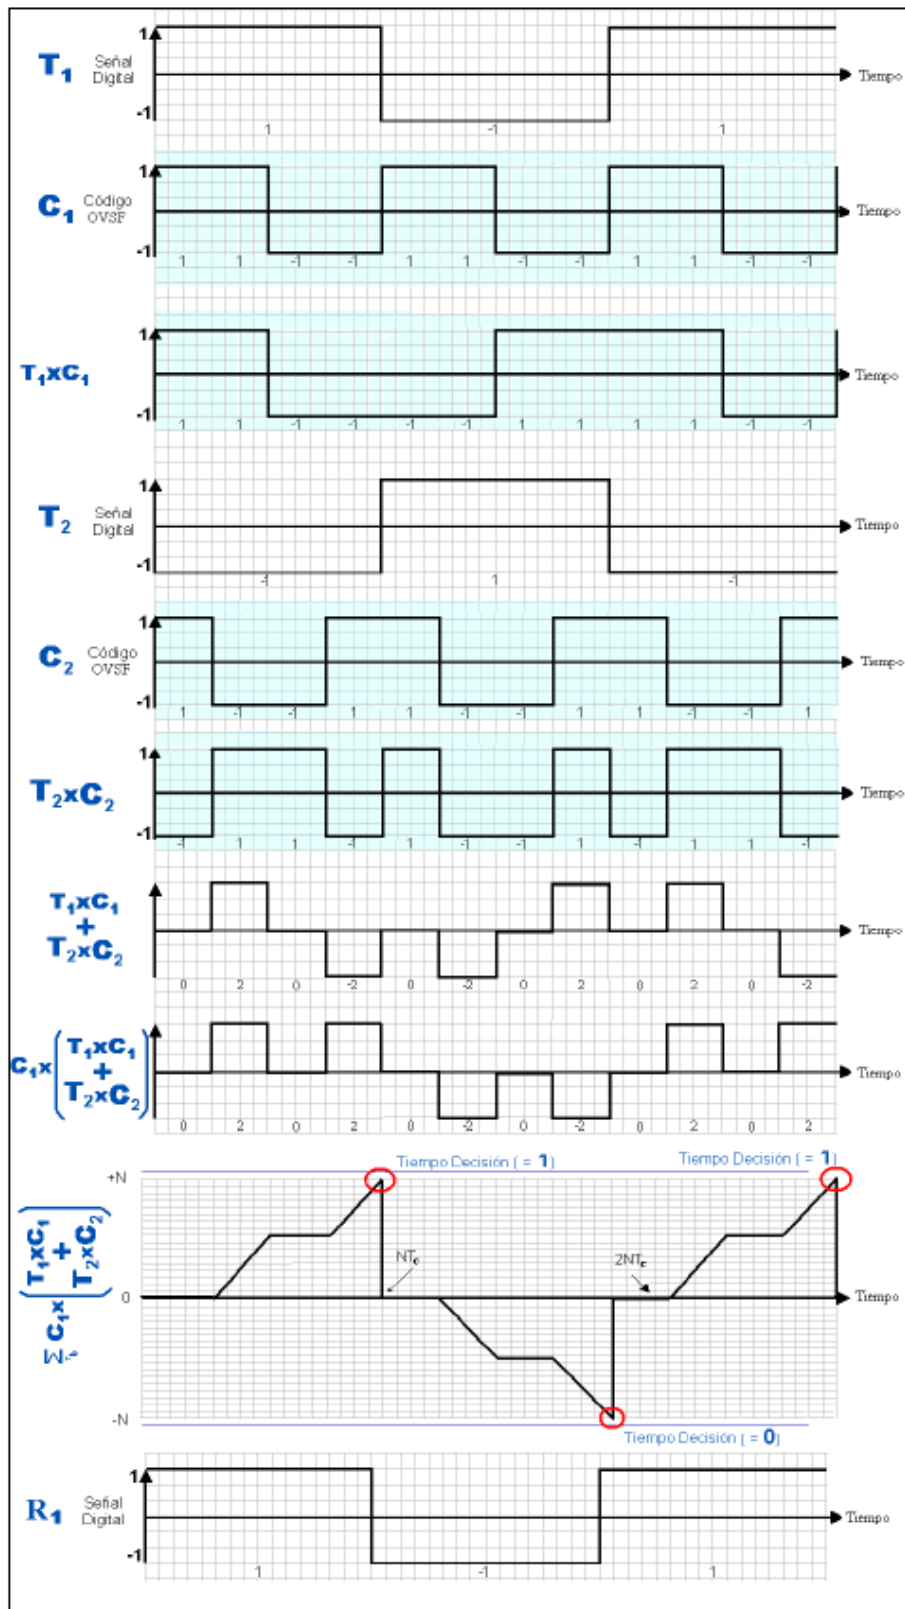 1
T1 Señal Digital
Tiempo
-1
1 -1 1
1
C1 Código OVSF
Tiempo
-1
1 1 -1 -1 1 1 -1 -1 1 1 -1 -1
1
T1xC1
Tiempo
-1
1 1 -1 -1 -1 -1 1 1 1 1 -1 -1
1
T2 Señal Digital
Tiempo
-1
-1 1 -1
1
C2 Código OVSF
Tiempo
-1
1 -1 -1 1 1 -1 -1 1 1 -1 -1 1
1
T2xC2
Tiempo
-1
-1 1 1 -1 1 -1 -1 1 -1 1 1 -1
T1xC1
+
T2xC2
Tiempo
0 2 0 -2 0 -2 0 2 0 2 0 -2
C1x(T1xC1
+
T2xC2)
Tiempo
0 2 0 2 0 -2 0 -2 0 2 0 2
Tiempo Decisión ( = 1)
Tiempo Decisión ( = 1)
+N
∑ C1x(T1xC1
+
T2xC2)
NTc
2NTc
0
Tiempo
-N
Tiempo Decisión ( = 0)
1
R1 Señal Digital
Tiempo
-1
1 -1 1